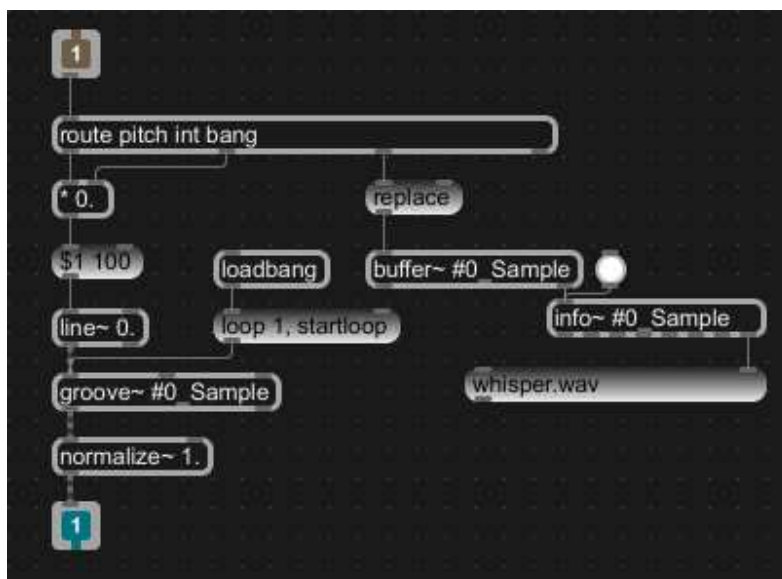 1
route pitch int bang
* 0.
replace
$1 100
loadbang
buffer~ #0_Sample
line~ 0.
loop 1, startloop
info~ #0_Sample
groove~ #0_Sample
whisper.wav
normalize~ 1.
1